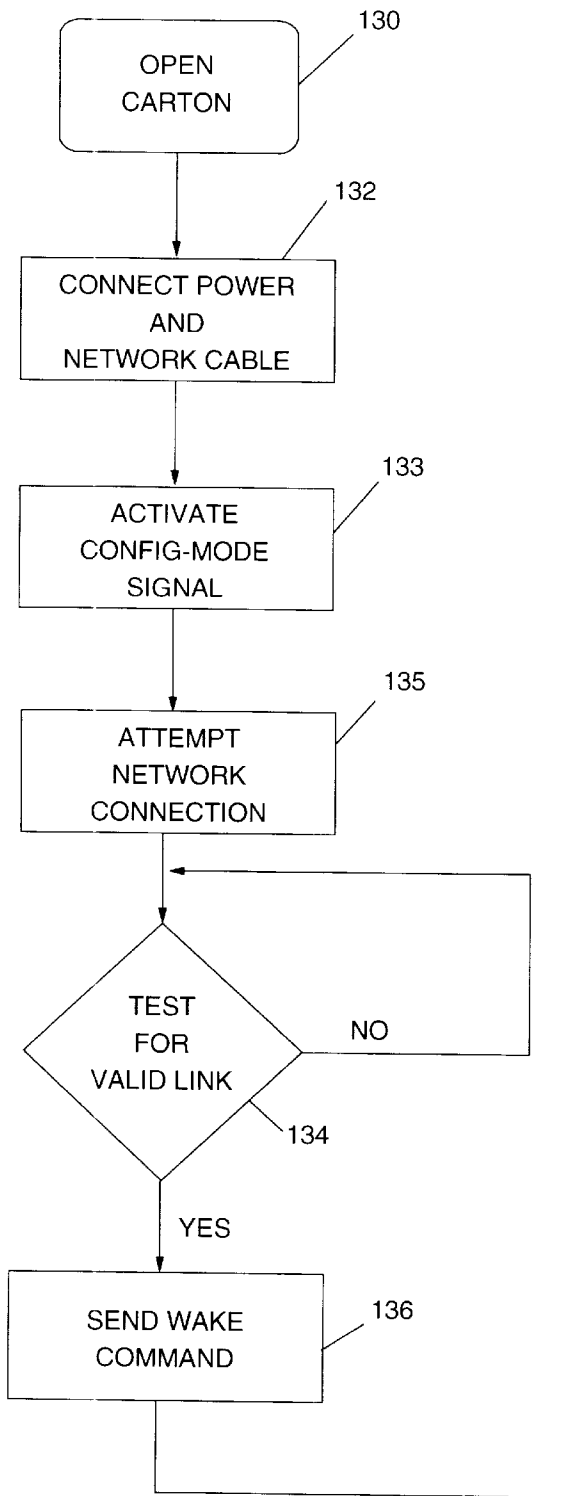 130
OPEN
CARTON
132
CONNECT POWER
AND
NETWORK CABLE
133
ACTIVATE
CONFIG-MODE
SIGNAL
135
ATTEMPT
NETWORK
CONNECTION
TEST
FOR
VALID LINK
NO
134
YES
136
SEND WAKE
COMMAND